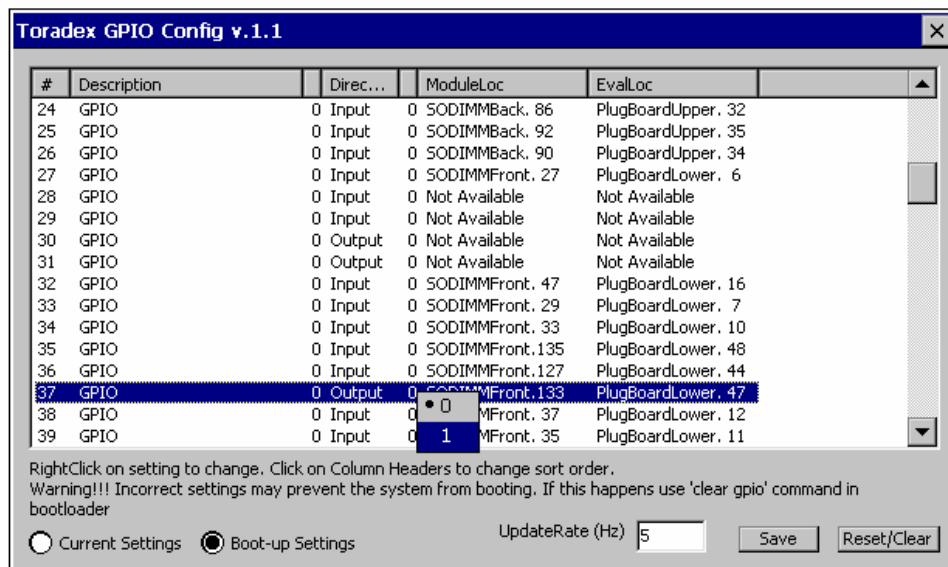 Toradex GPIO Config v.1.1
# Description Direc... ModuleLoc EvalLoc
24 GPIO 0 Input 0 SODIMMBack. 86 PlugBoardUpper. 32
25 GPIO 0 Input 0 SODIMMBack. 92 PlugBoardUpper. 35
26 GPIO 0 Input 0 SODIMMBack. 90 PlugBoardUpper. 34
27 GPIO 0 Input 0 SODIMMFront. 27 PlugBoardLower. 6
28 GPIO 0 Input 0 Not Available Not Available
29 GPIO 0 Input 0 Not Available Not Available
30 GPIO 0 Output 0 Not Available Not Available
31 GPIO 0 Output 0 Not Available Not Available
32 GPIO 0 Input 0 SODIMMFront. 47 PlugBoardLower. 16
33 GPIO 0 Input 0 SODIMMFront. 29 PlugBoardLower. 7
34 GPIO 0 Input 0 SODIMMFront. 33 PlugBoardLower. 10
35 GPIO 0 Input 0 SODIMMFront.135 PlugBoardLower. 48
36 GPIO 0 Input 0 SODIMMFront.127 PlugBoardLower. 44
37 GPIO 0 Output 0 SODIMMFront.133 PlugBoardLower. 47
0
38 GPIO 0 Input 0 MFront. 37 PlugBoardLower. 12
1
39 GPIO 0 Input 0 MFront. 35 PlugBoardLower. 11
RightClick on setting to change. Click on Column Headers to change sort order.
Warning!!! Incorrect settings may prevent the system from booting. If this happens use 'clear gpio' command in
bootloader
Current Settings Boot-up Settings UpdateRate (Hz) 5 Save Reset/Clear